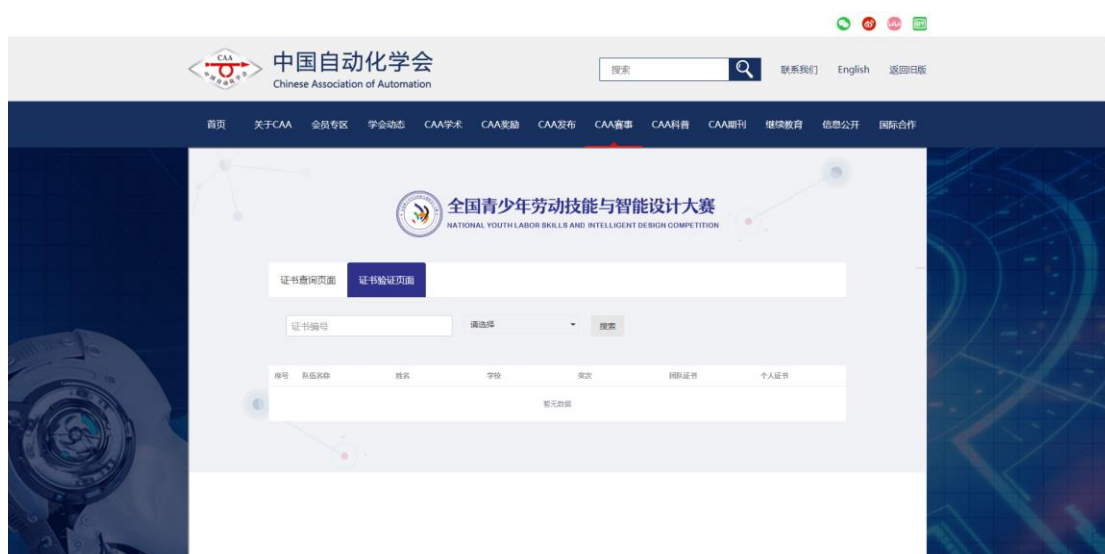 中国自动化学会
Chinese Association of Automation
搜索
联系我们 English 返回旧版
首页 关于CAA 会员专区 学会动态 CAA学术 CAA奖励 CAA发布 CAA赛事 CAA科普 CAA期刊 继续教育 信息公开 国际合作
全国青少年劳动技能与智能设计大赛
NATIONAL YOUTH LABOR SKILLS AND INTELLIGENT DESIGN COMPETITION
证书查询页面 证书验证页面
证书编号 请选择 搜索
序号 队伍名称 姓名 学校 奖次 团队证书 个人证书
暂无数据